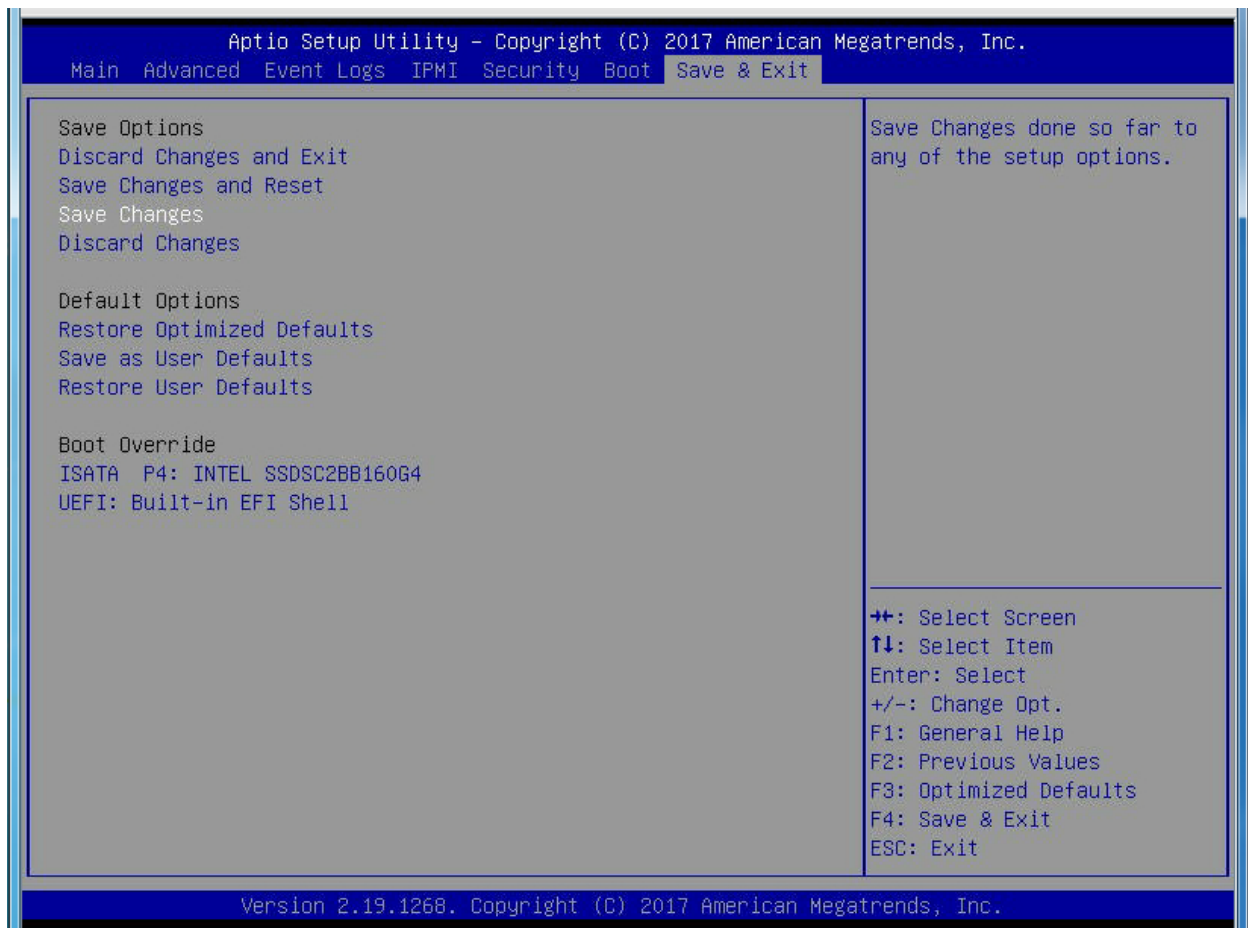 Aptio Setup Utility – Copyright (C) 2017 American Megatrends, Inc.
Main Advanced Event Logs IPMI Security Boot Save & Exit
Save Options
Discard Changes and Exit
Save Changes and Reset
Save Changes
Discard Changes
Default Options
Restore Optimized Defaults
Save as User Defaults
Restore User Defaults
Boot Override
ISATA P4: INTEL SSDSC2BB160G4
UEFI: Built-in EFI Shell
Save Changes done so far to
any of the setup options.
→←: Select Screen
↑↓: Select Item
Enter: Select
+/-: Change Opt.
F1: General Help
F2: Previous Values
F3: Optimized Defaults
F4: Save & Exit
ESC: Exit
Version 2.19.1268. Copyright (C) 2017 American Megatrends, Inc.